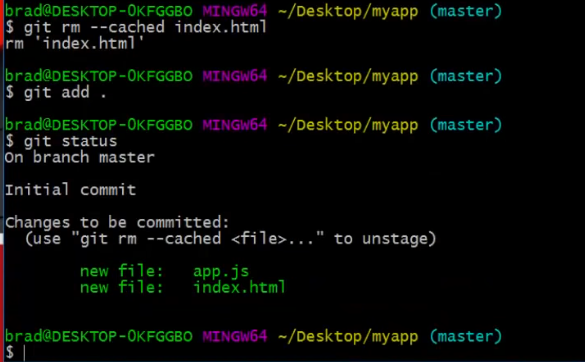 brad@DESKTOP-0KFGGBO MINGW64 ~/Desktop/myapp (master)
$ git rm --cached index.html
rm 'index.html'
brad@DESKTOP-0KFGGBO MINGW64 ~/Desktop/myapp (master)
$ git add .
brad@DESKTOP-0KFGGBO MINGW64 ~/Desktop/myapp (master)
$ git status
On branch master
Initial commit
Changes to be committed:
(use "git rm --cached <file>..." to unstage)
new file: app.js
new file: index.html
brad@DESKTOP-0KFGGBO MINGW64 ~/Desktop/myapp (master)
$